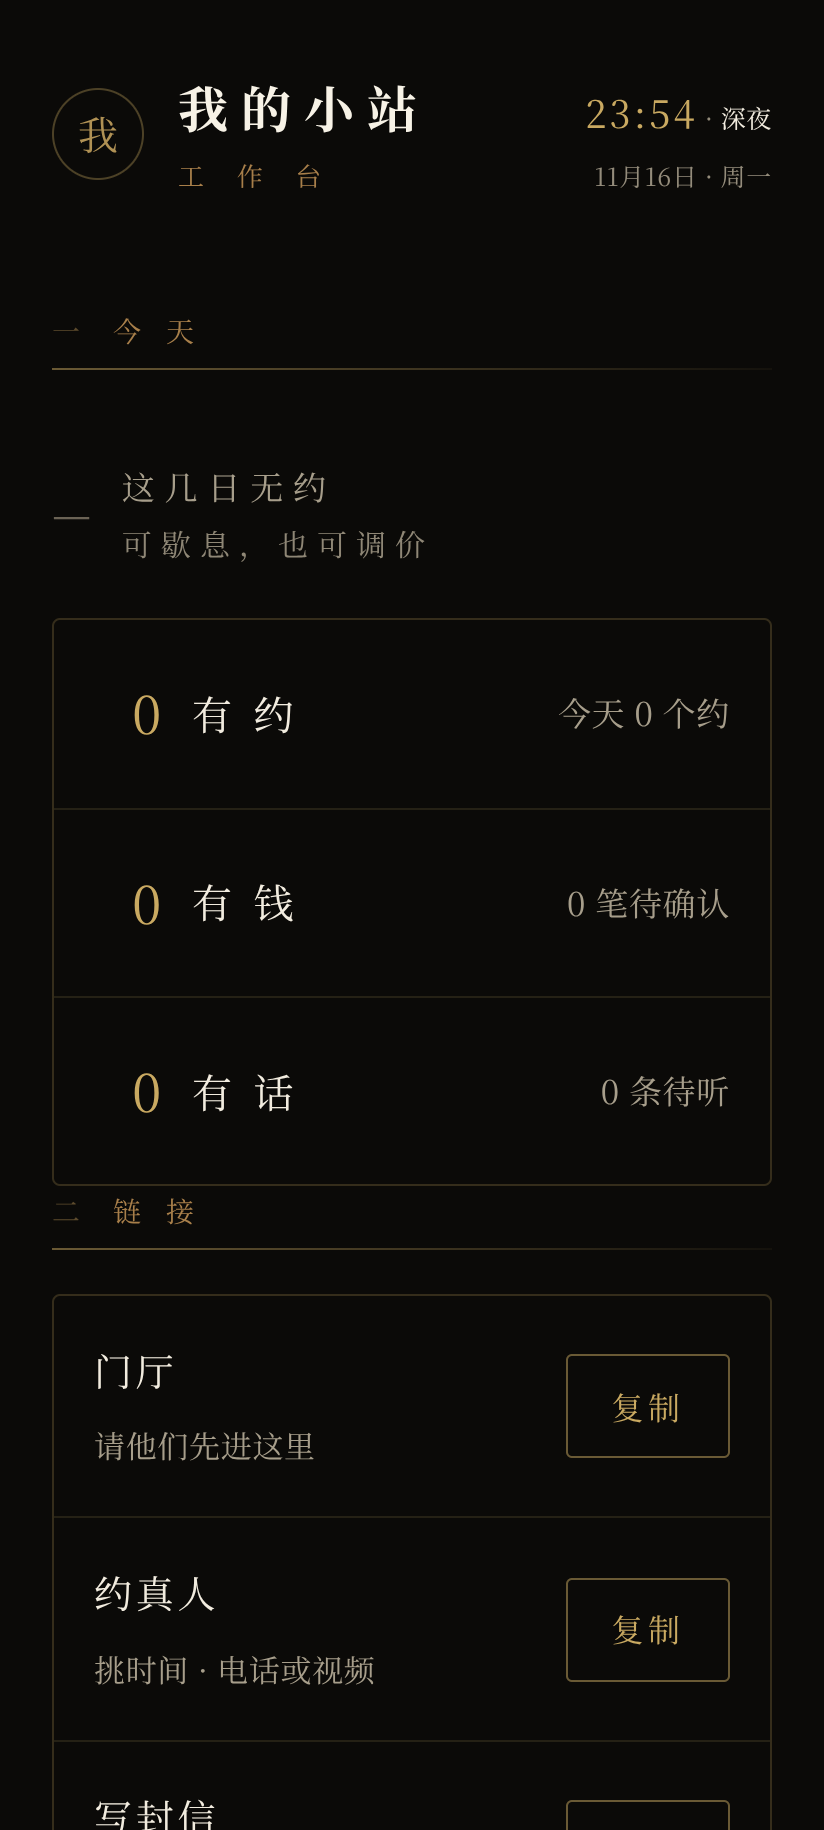 我
我的小站
工作台
23:54 · 深夜
11月16日 · 周一
一 今天
— 这几日无约
可歇息，也可调价
0 有约 今天 0 个约
0 有钱 0 笔待确认
0 有话 0 条待听
二 链接
门厅
请他们先进这里
复制
约真人
挑时间 · 电话或视频
复制
写封信